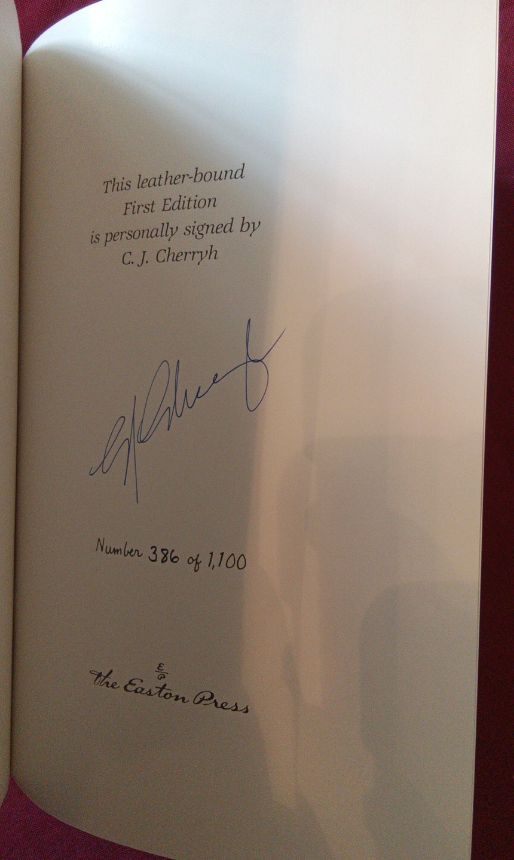 This leather-bound
First Edition
is personally signed by
C. J. Cherryh
Number 386 of 1,100
E
P
the Easton Press